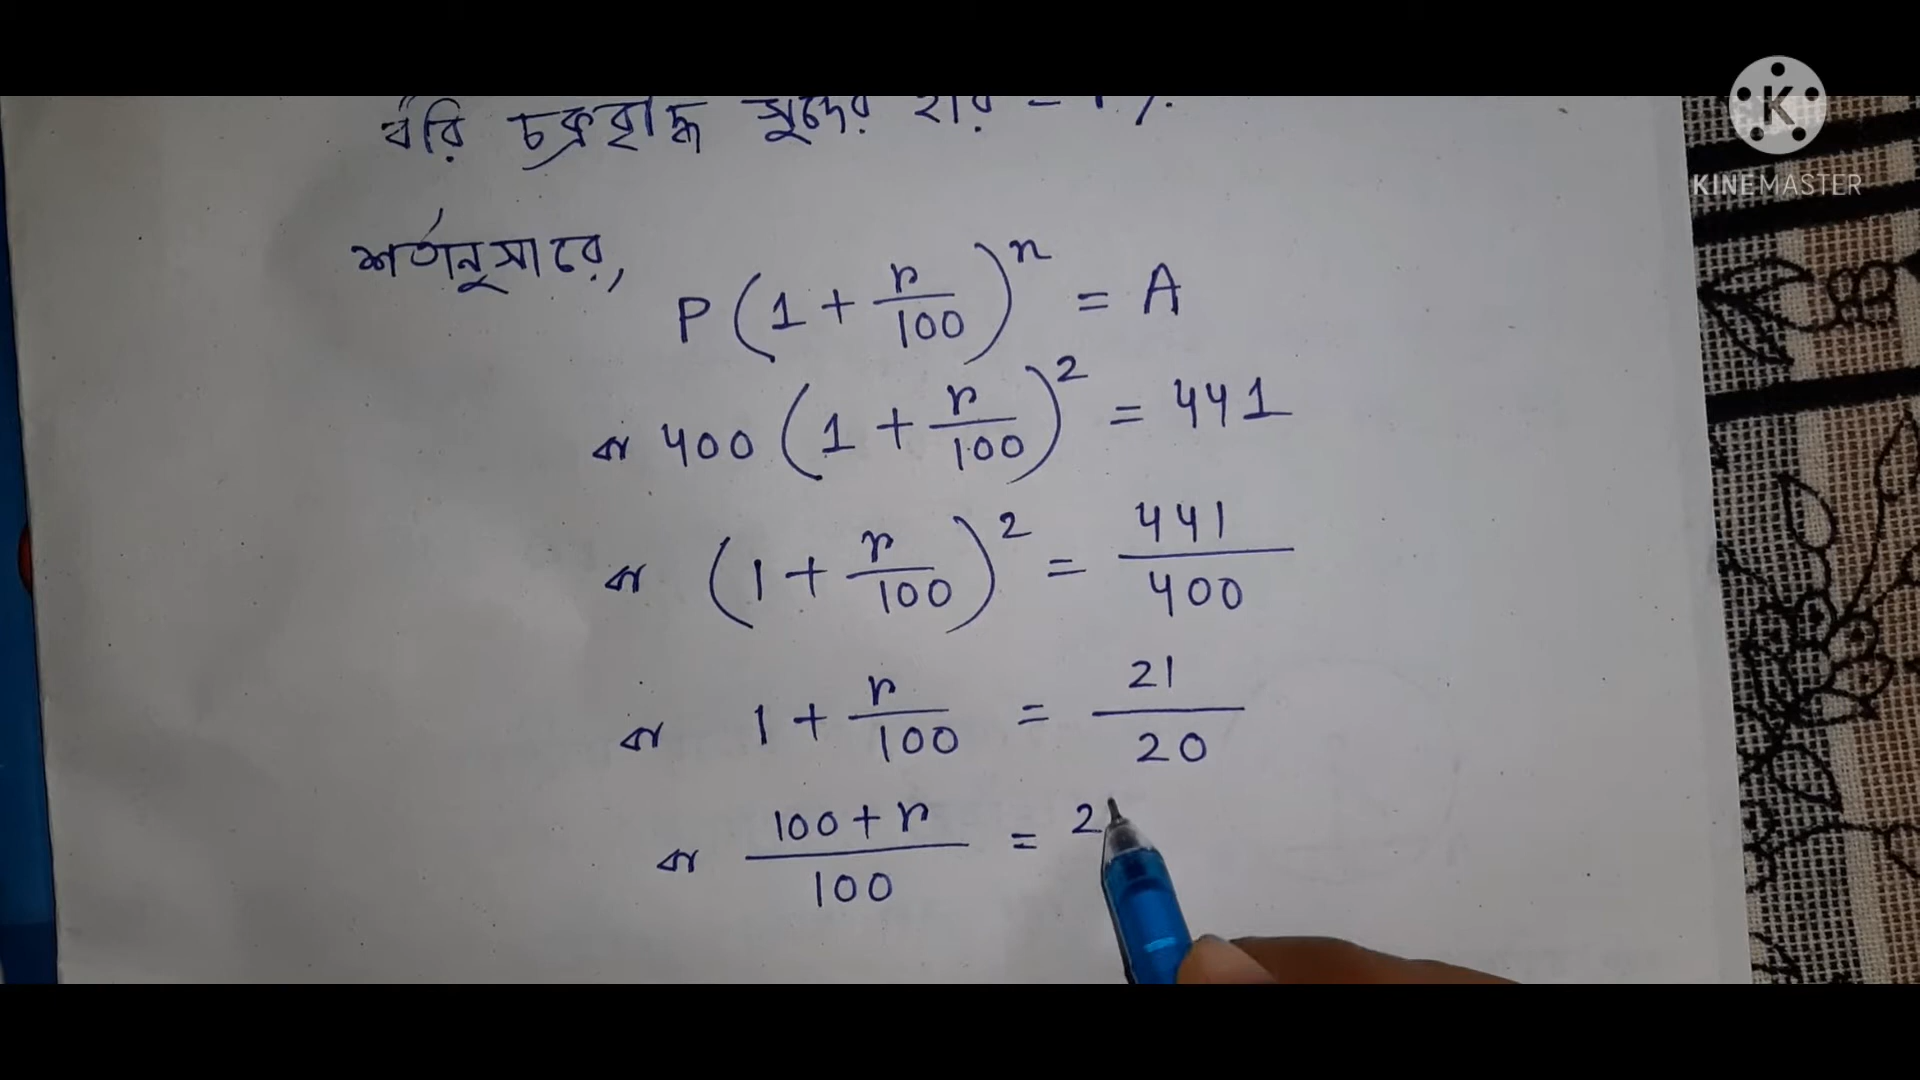 ধরি চক্রবৃদ্ধি সুদের হার = r%.
শর্তানুসারে,
P(1 + r/100)^n = A
বা 400 (1 + r/100)^2 = 441
বা (1 + r/100)^2 = 441/400
বা 1 + r/100 = 21/20
বা (100 + r)/100 = 2
KINEMASTER